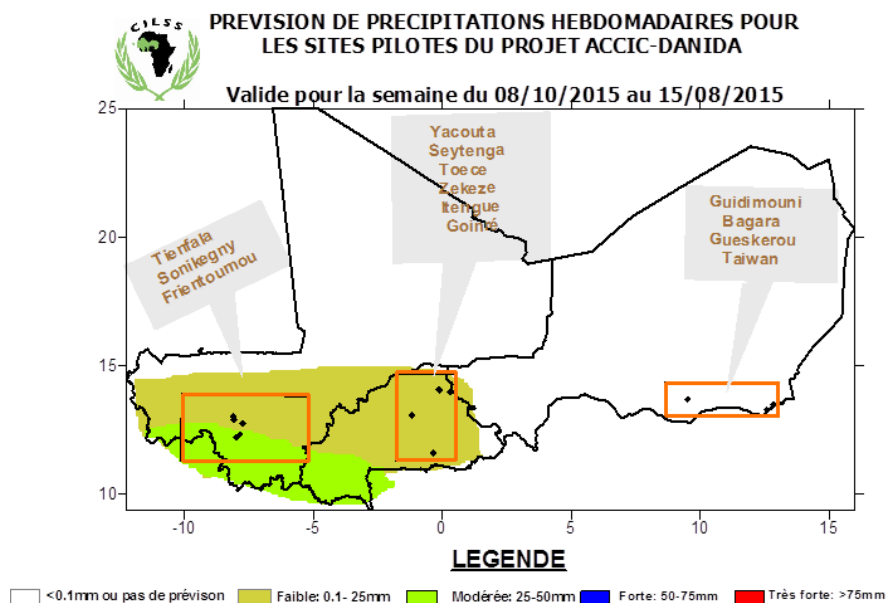 CILSS
PREVISION DE PRECIPITATIONS HEBDOMADAIRES POUR
LES SITES PILOTES DU PROJET ACCIC-DANIDA
Valide pour la semaine du 08/10/2015 au 15/08/2015
25
20
15
10
Yacouta
Seytenga
Toece
Zekeze
Itengue
Goinré
Guidimouni
Bagara
Gueskerou
Taiwan
Tienfala
Sonikegny
Frientoumou
-10
-5
0
5
10
15
LEGENDE
<0.1mm ou pas de prévison
Faible: 0.1- 25mm
Modérée: 25-50mm
Forte: 50-75mm
Très forte: >75mm